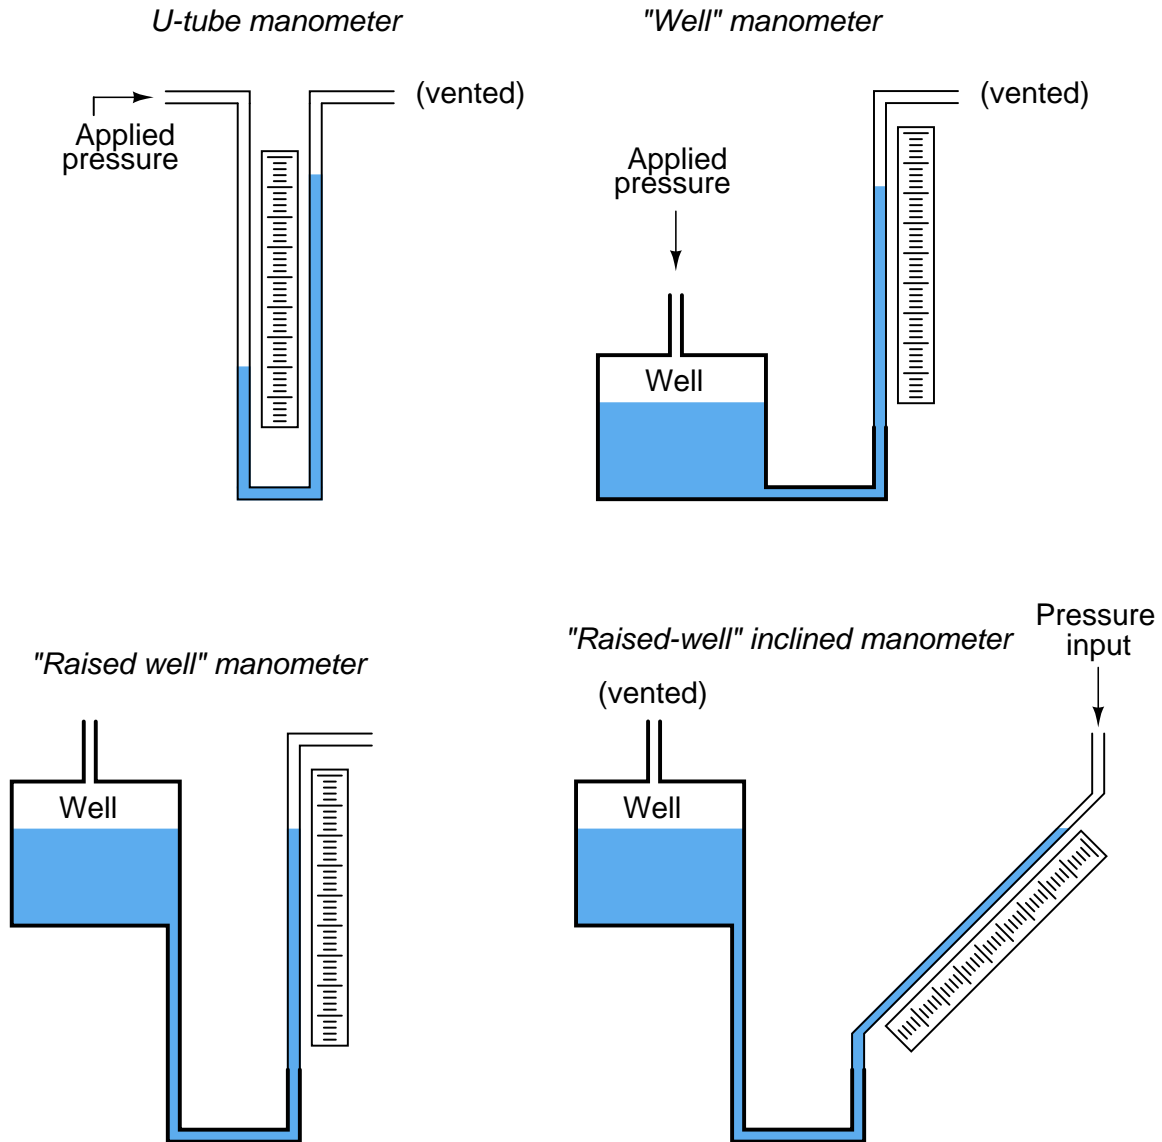 U-tube manometer
"Well" manometer
(vented)
Applied
pressure
(vented)
Applied
pressure
Well
"Raised well" manometer
Well
"Raised-well" inclined manometer
Pressure
input
(vented)
Well